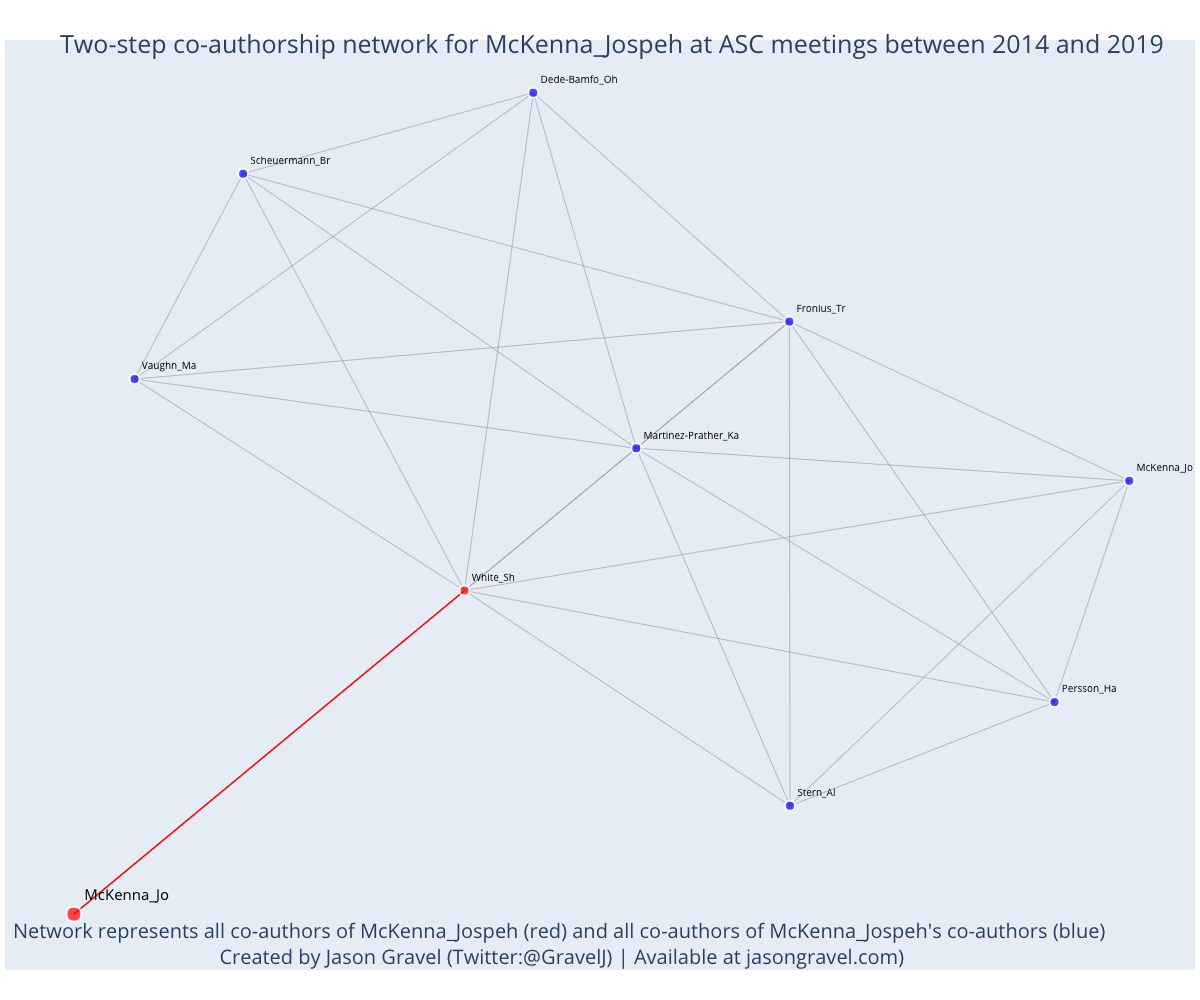 Two-step co-authorship network for McKenna_Jospeh at ASC meetings between 2014 and 2019
Dede-Bamfo_Oh
Scheuermann_Br
Fronius_Tr
Vaughn_Ma
Martinez-Prather_Ka
McKenna_Jo
White_Sh
Persson_Ha
Stern_Al
McKenna_Jo
Network represents all co-authors of McKenna_Jospeh (red) and all co-authors of McKenna_Jospeh's co-authors (blue)
Created by Jason Gravel (Twitter:@GravelJ) | Available at jasongravel.com)